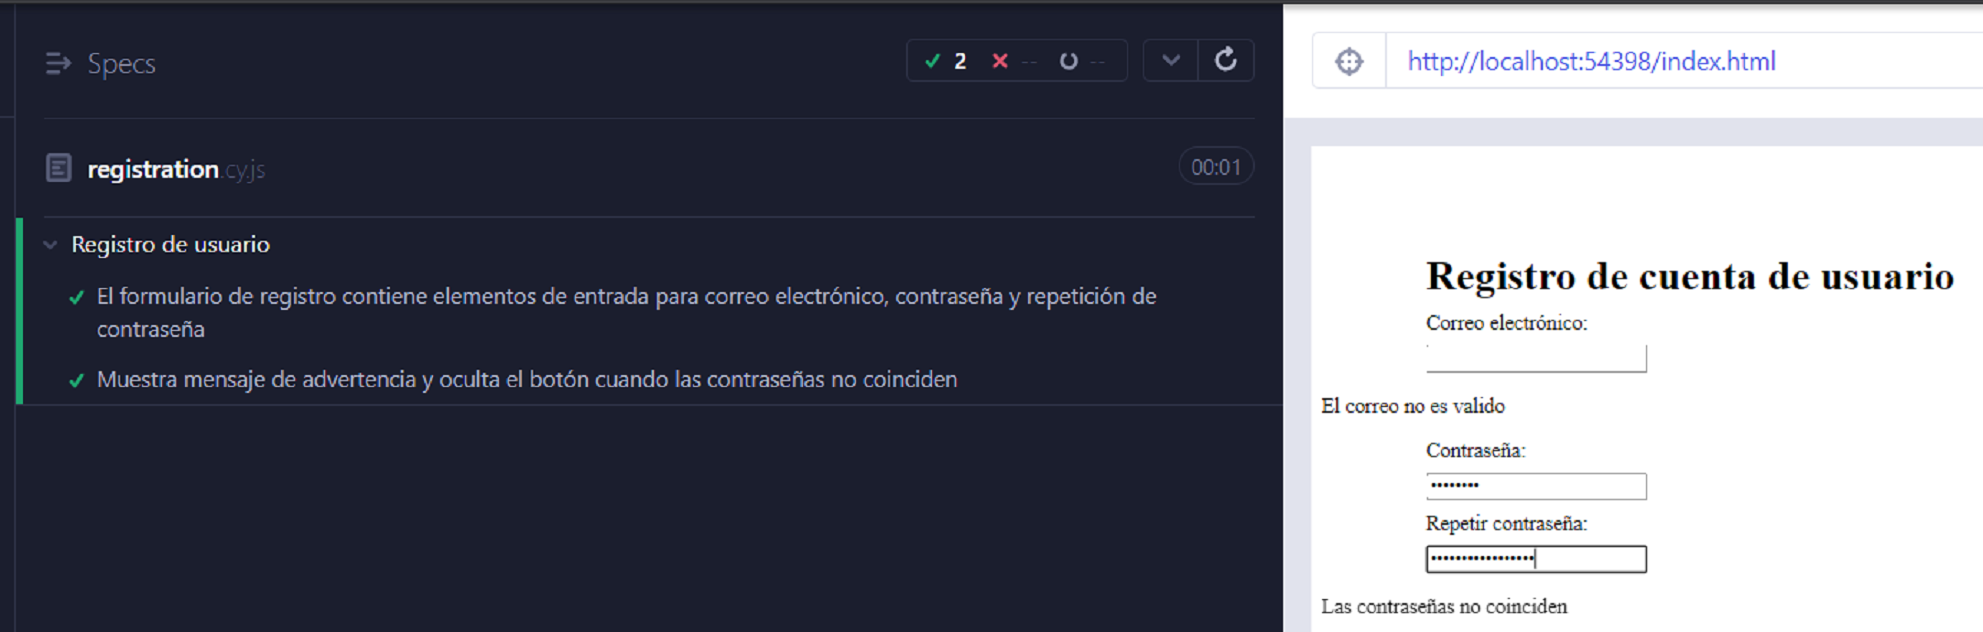 Specs
2 -- --
http://localhost:54398/index.html
registration.cy.js
00:01
Registro de usuario
El formulario de registro contiene elementos de entrada para correo electrónico, contraseña y repetición de
contraseña
Muestra mensaje de advertencia y oculta el botón cuando las contraseñas no coinciden
Registro de cuenta de usuario
Correo electrónico:
El correo no es valido
Contraseña:
••••••••
Repetir contraseña:
•••••••••••••••••
Las contraseñas no coinciden